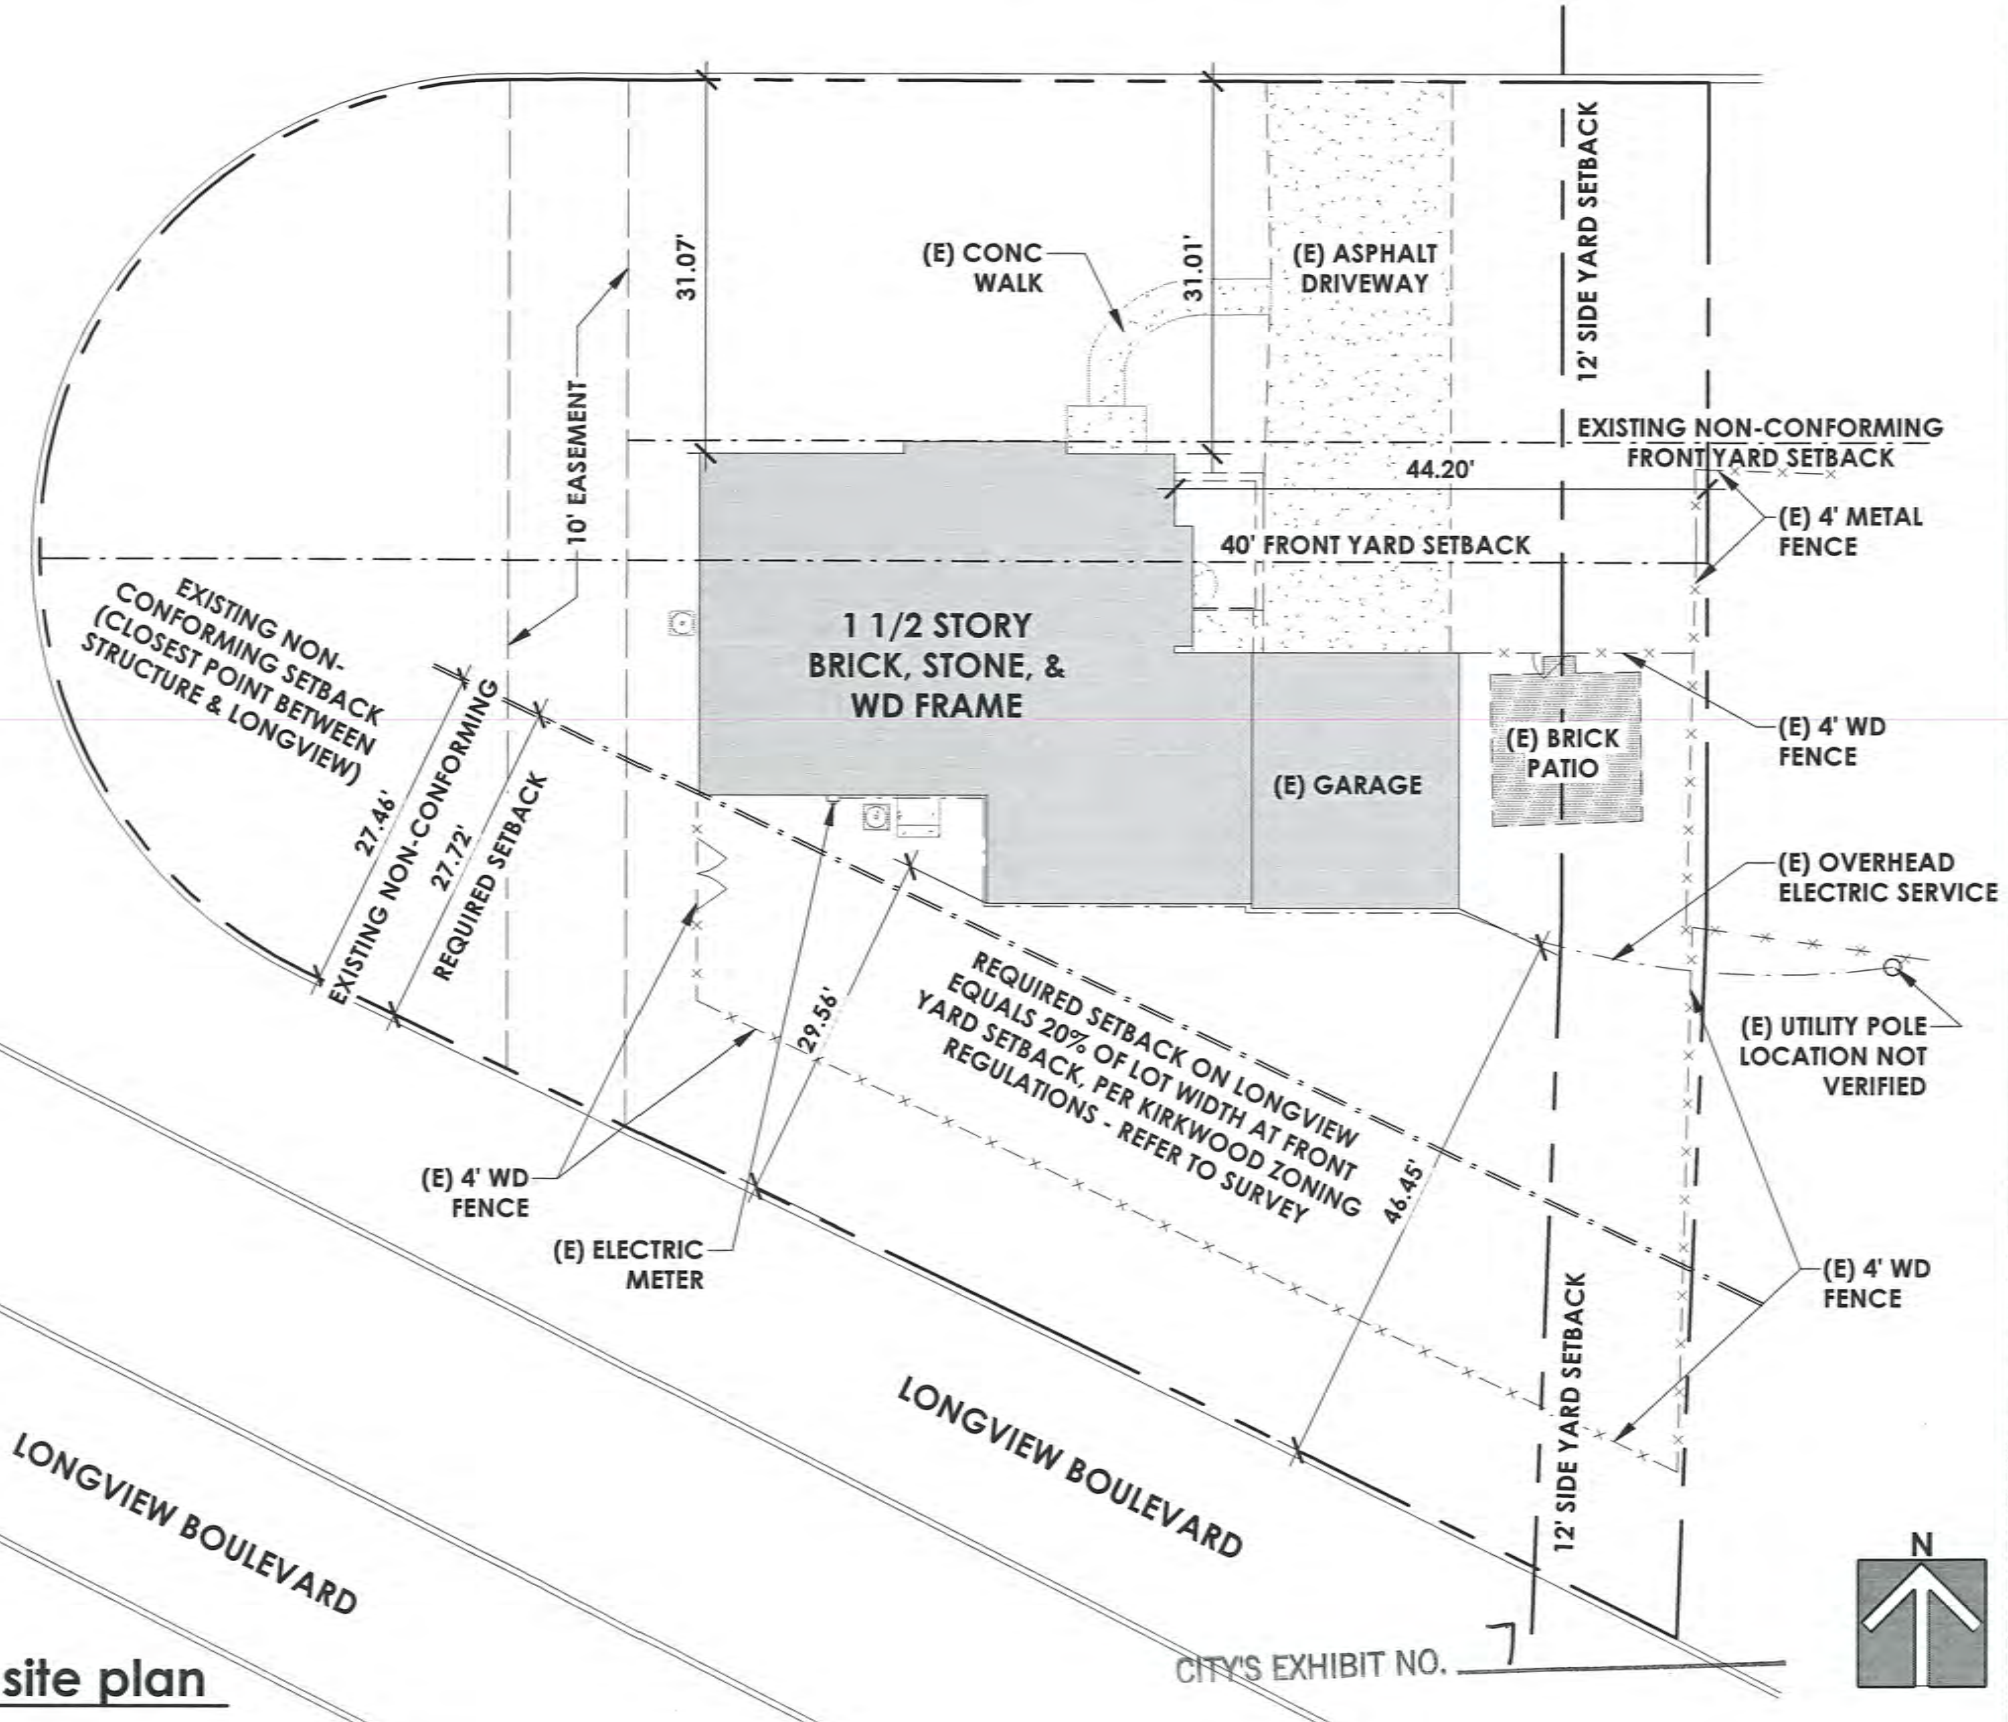 12' SIDE YARD SETBACK
31.07'
(E) CONC
WALK
31.01'
(E) ASPHALT
DRIVEWAY
10' EASEMENT
EXISTING NON-CONFORMING
FRONT YARD SETBACK
44.20'
(E) 4' METAL
FENCE
40' FRONT YARD SETBACK
EXISTING NON-
CONFORMING SETBACK
(CLOSEST POINT BETWEEN
STRUCTURE & LONGVIEW)
1 1/2 STORY
BRICK, STONE, &
WD FRAME
27.46'
EXISTING NON-CONFORMING
27.72'
REQUIRED SETBACK
(E) GARAGE
(E) BRICK
PATIO
(E) 4' WD
FENCE
(E) OVERHEAD
ELECTRIC SERVICE
(E) UTILITY POLE
LOCATION NOT
VERIFIED
29.56'
REQUIRED SETBACK ON LONGVIEW
EQUALS 20% OF LOT WIDTH AT FRONT
YARD SETBACK, PER KIRKWOOD ZONING
REGULATIONS - REFER TO SURVEY
46.45'
(E) 4' WD
FENCE
(E) ELECTRIC
METER
(E) 4' WD
FENCE
12' SIDE YARD SETBACK
LONGVIEW BOULEVARD
LONGVIEW BOULEVARD
N
site plan
CITY'S EXHIBIT NO. 7